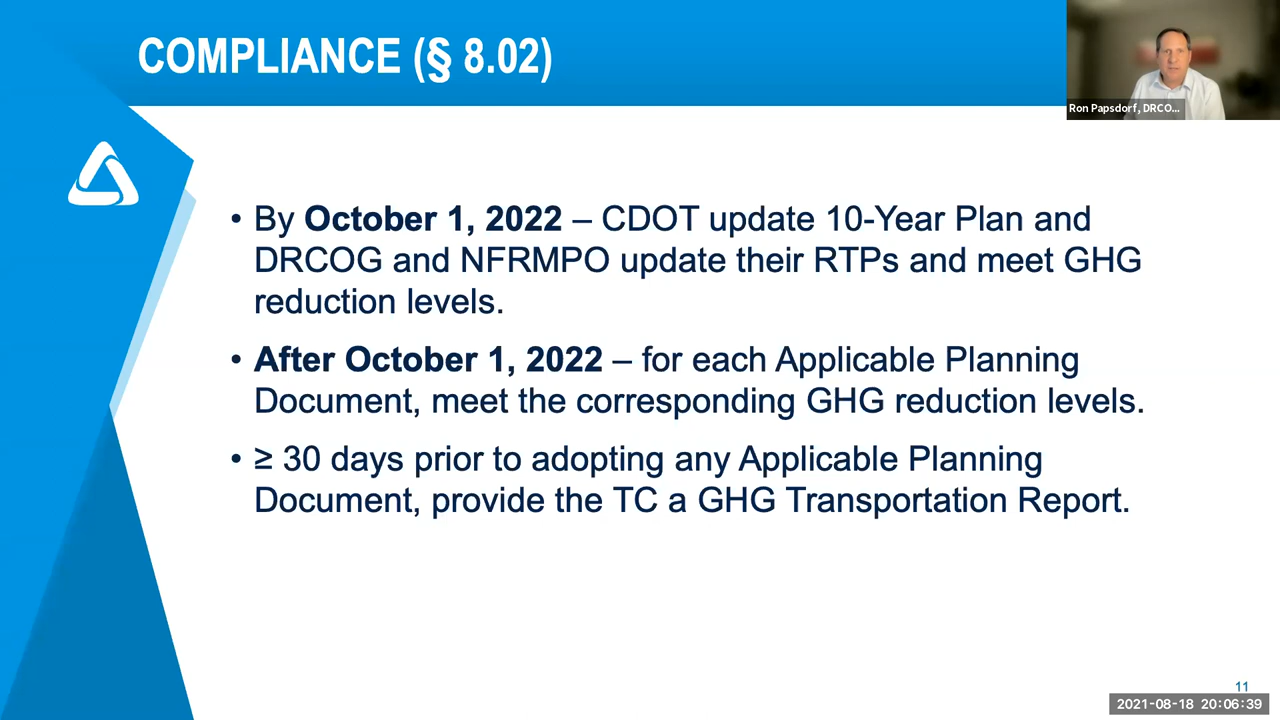 COMPLIANCE (§ 8.02)
Ron Papsdorf, DRCO...
• By October 1, 2022 – CDOT update 10-Year Plan and
DRCOG and NFRMPO update their RTPs and meet GHG
reduction levels.
• After October 1, 2022 – for each Applicable Planning
Document, meet the corresponding GHG reduction levels.
• ≥ 30 days prior to adopting any Applicable Planning
Document, provide the TC a GHG Transportation Report.
11
2021-08-18 20:06:39